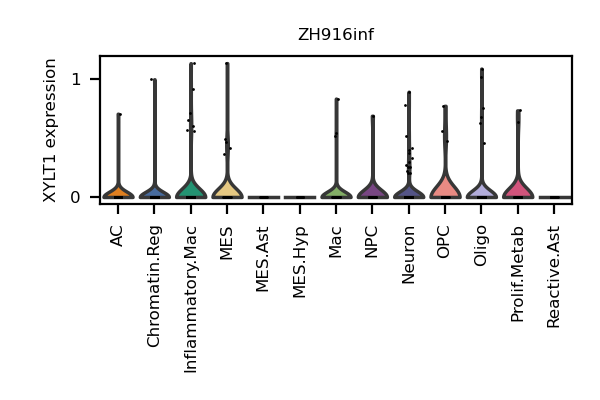 ZH916inf
XYLT1 expression
1
0
AC
Chromatin.Reg
Inflammatory.Mac
MES
MES.Ast
MES.Hyp
Mac
NPC
Neuron
OPC
Oligo
Prolif.Metab
Reactive.Ast